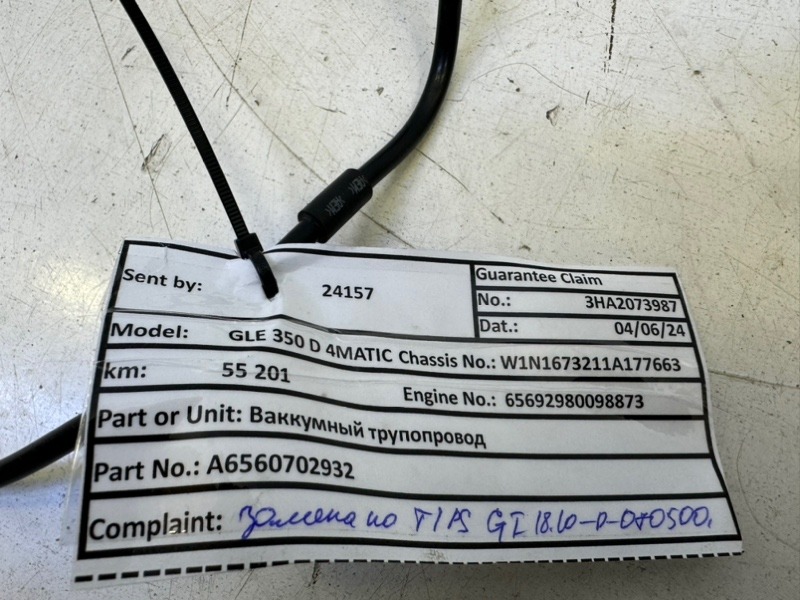 Sent by: 24157
Guarantee Claim
No.: 3HA2073987
Dat.: 04/06/24
Model: GLE 350 D 4MATIC Chassis No.: W1N1673211A177663
km: 55 201
Engine No.: 65692980098873
Part or Unit: Ваккумный трупопровод
Part No.: A6560702932
Complaint: Замена по TIPS GI 18.10-P-070500.